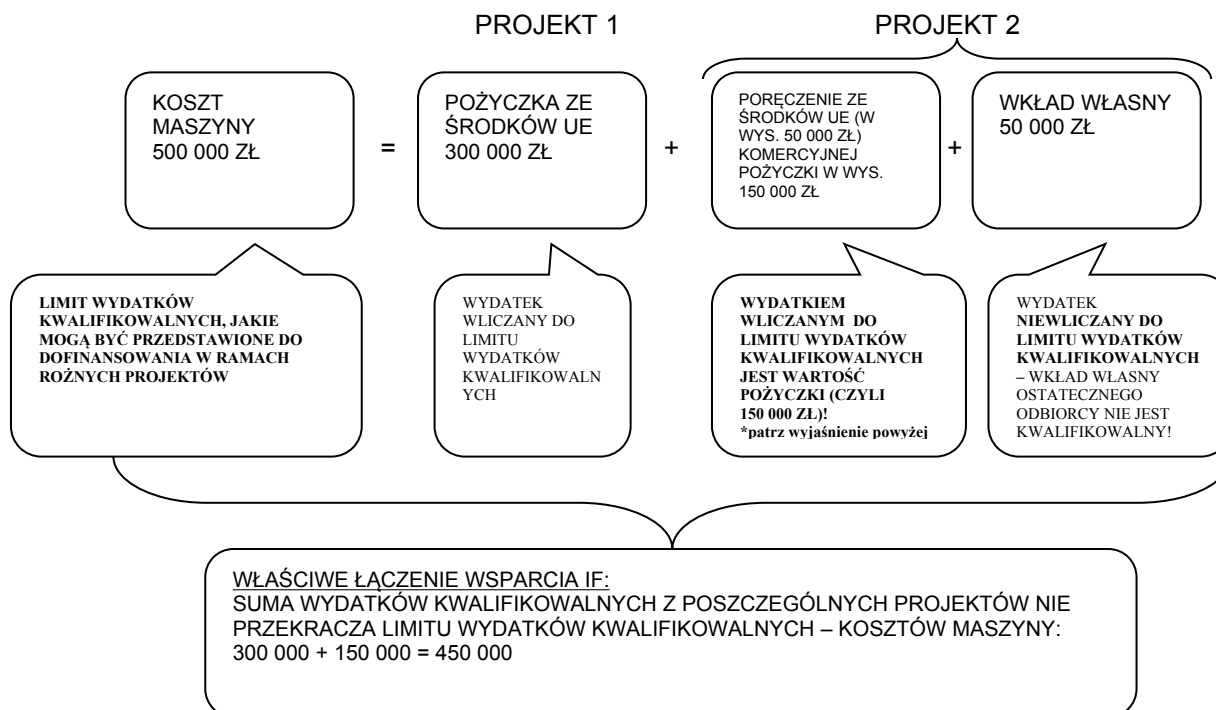 PROJEKT 1
PROJEKT 2
KOSZT
MASZYNY
500 000 ZŁ
=
POŻYCZKA ZE
ŚRODKÓW UE
300 000 ZŁ
+
PORĘCZENIE ZE
ŚRODKÓW UE (W
WYS. 50 000 ZŁ)
KOMERCYJNEJ
POŻYCZKI W WYS.
150 000 ZŁ
+
WKŁAD WŁASNY
50 000 ZŁ
LIMIT WYDATKÓW
KWALIFIKOWALNYCH, JAKIE
MOGĄ BYĆ PRZEDSTAWIONE DO
DOFINANSOWANIA W RAMACH
ROŻNYCH PROJEKTÓW
WYDATEK
WLICZANY DO
LIMITU
WYDATKÓW
KWALIFIKOWALN
YCH
WYDATKIEM
WLICZANYM DO
LIMITU WYDATKÓW
KWALIFIKOWALNYCH
JEST WARTOŚĆ
POŻYCZKI (CZYLI
150 000 ZŁ)!
*patrz wyjaśnienie powyżej
WYDATEK
NIEWLICZANY DO
LIMITU WYDATKÓW
KWALIFIKOWALNYCH
– WKŁAD WŁASNY
OSTATECZNEGO
ODBIORCY NIE JEST
KWALIFIKOWALNY!
WŁAŚCIWE ŁĄCZENIE WSPARCIA IF:
SUMA WYDATKÓW KWALIFIKOWALNYCH Z POSZCZEGÓLNYCH PROJEKTÓW NIE
PRZEKRACZA LIMITU WYDATKÓW KWALIFIKOWALNYCH – KOSZTÓW MASZYNY:
300 000 + 150 000 = 450 000